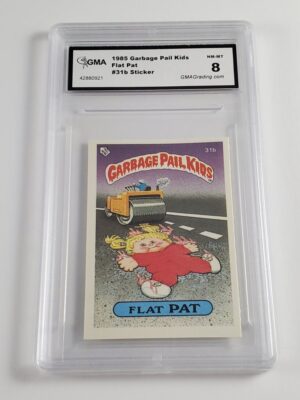 GMA
42880921
1985 Garbage Pail Kids
Flat Pat
#31b Sticker
NM-MT
8
GMAGrading.com
31b
GARBAGE PAIL KIDS
FLAT PAT